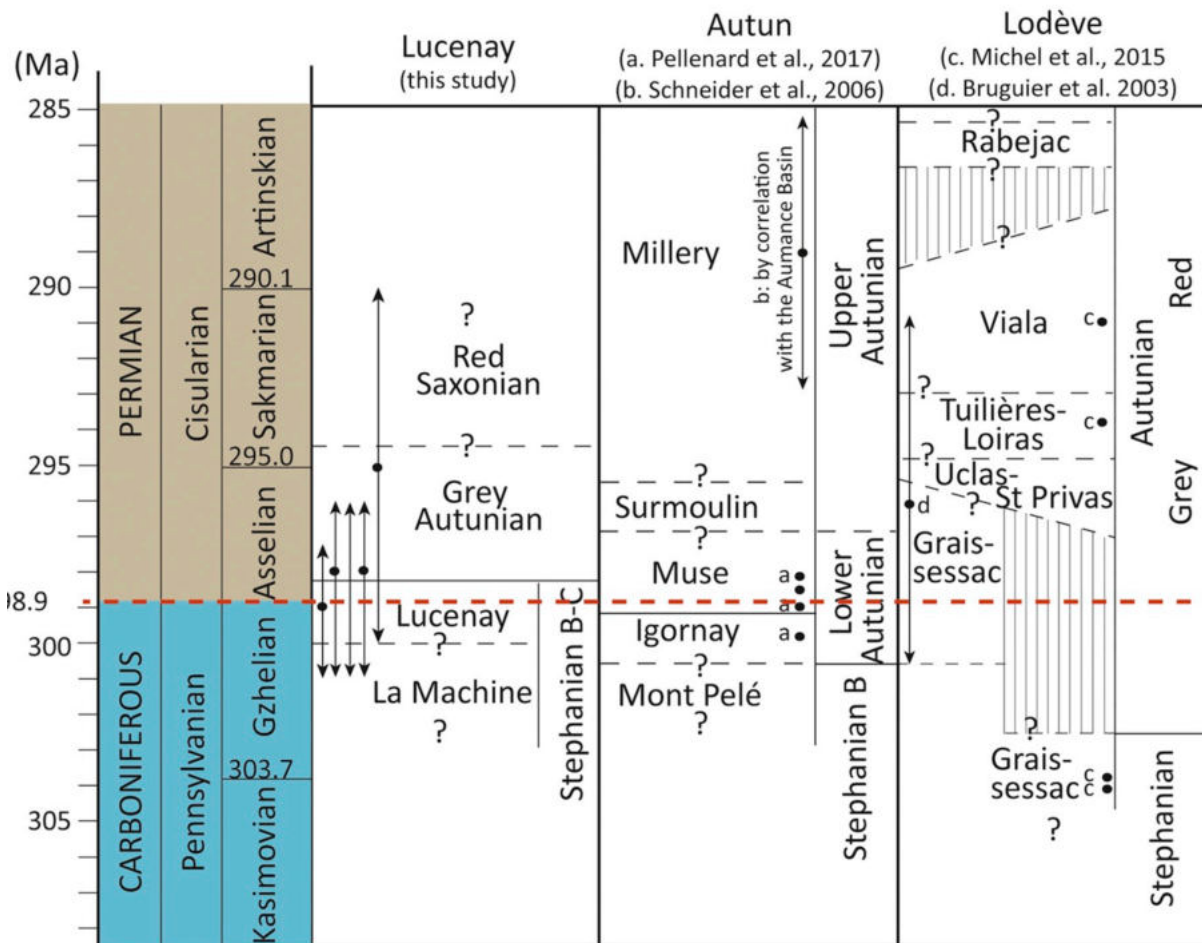 (Ma)
Lucenay
(this study)
Autun
(a. Pellenard et al., 2017)
(b. Schneider et al., 2006)
Lodève
(c. Michel et al., 2015
(d. Bruguier et al. 2003)
285
290
295
98.9
300
305
PERMIAN
CARBONIFEROUS
Cisularian
Pennsylvanian
Artinskian
290.1
Sakmarian
295.0
Asselian
Gzhelian
303.7
Kasimovian
?
Red
Saxonian
?
Grey
Autunian
Lucenay
?
La Machine
?
Stephanian B-C
Millery
b: by correlation
with the Aumance Basin
?
Surmoulin
?
Muse
a
a
Igornay
a
?
Mont Pelé
?
Upper
Autunian
Lower
Autunian
Stephanian B
?
Rabejac
?
?
Viala
c
?
Tuilières-
Loiras
c
?
Uclas-
?
St Privas
d
Grais-
sessac
?
Grais-
sessac
c
c
?
Autunian
Red
Grey
Stephanian